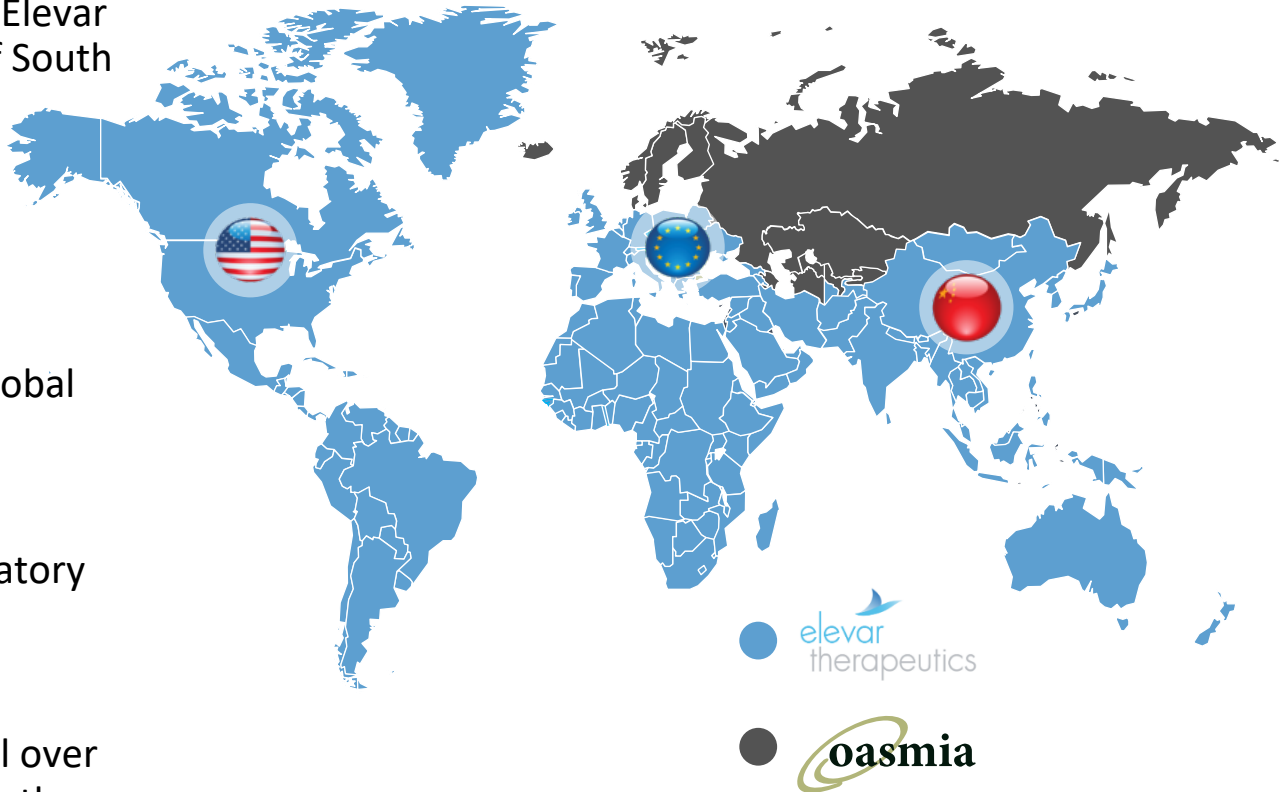 Elevar
South
obal
atory
elevar
therapeutics
l over
oasmia